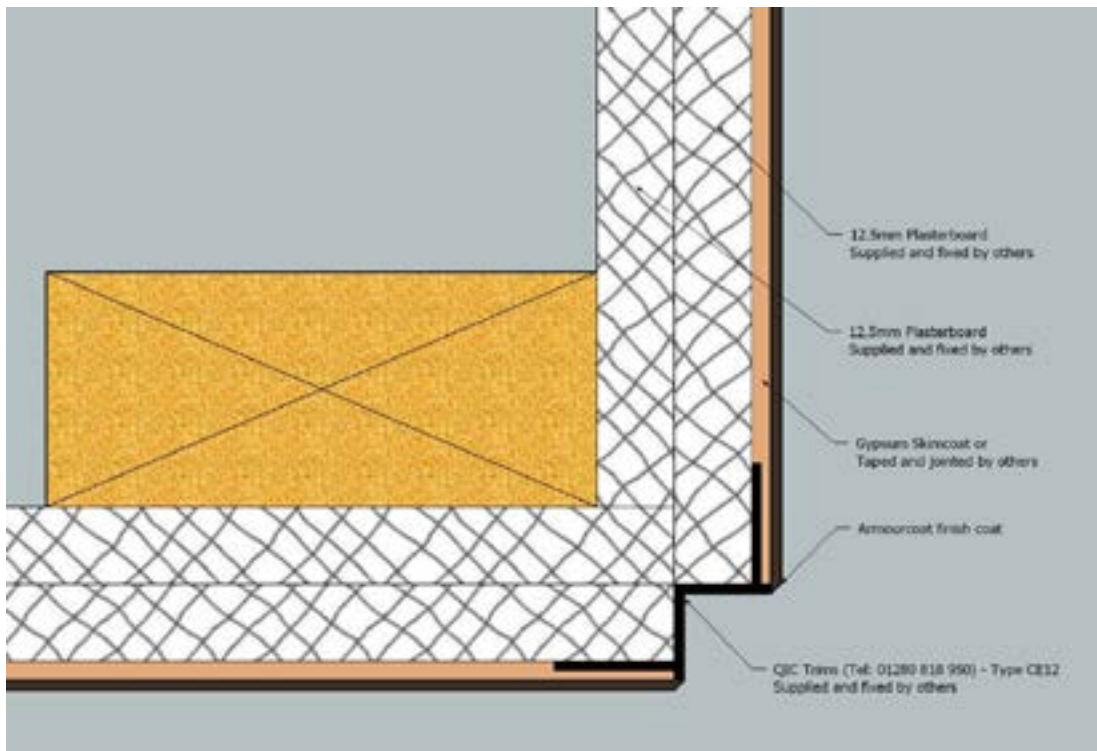 12.5mm Plasterboard
Supplied and fixed by others
12.5mm Plasterboard
Supplied and fixed by others
Gypsum Skimcoat or
Taped and jointed by others
Armourcoat finish coat
QIC Trims (Tel: 01280 818 950) - Type CE12
Supplied and fixed by others